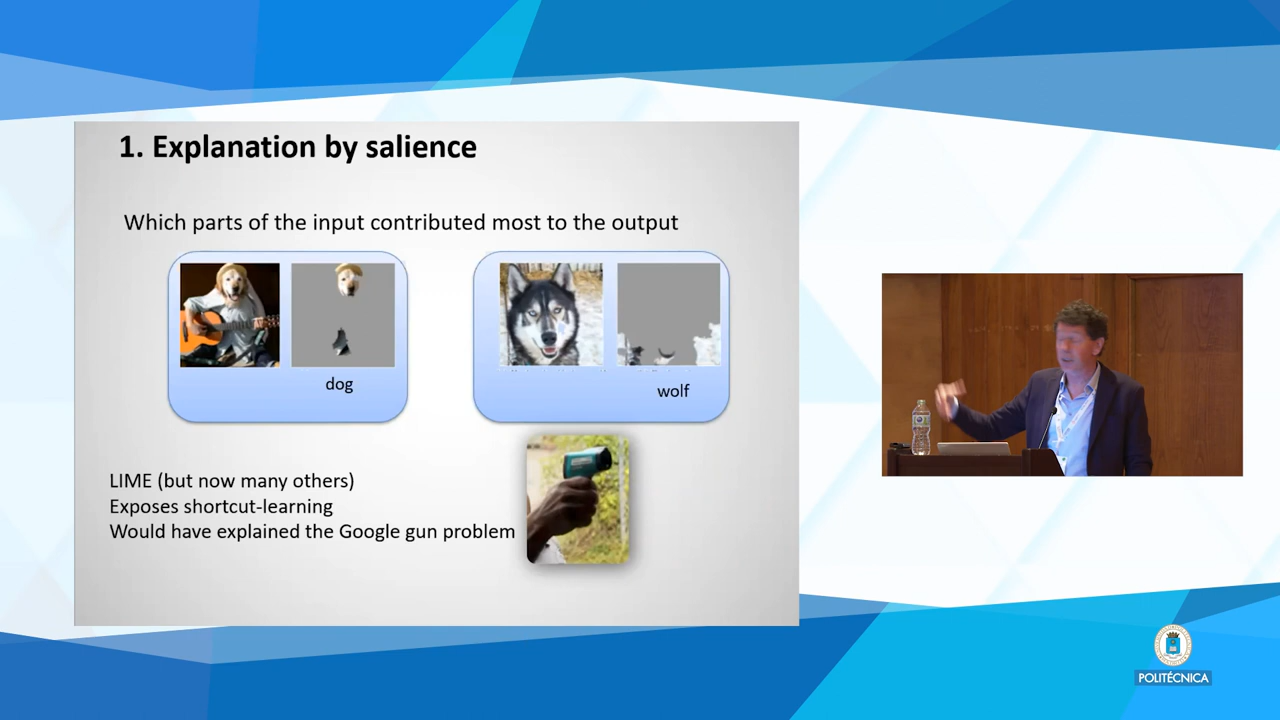 1. Explanation by salience
Which parts of the input contributed most to the output
dog
wolf
LIME (but now many others)
Exposes shortcut-learning
Would have explained the Google gun problem
POLITÉCNICA